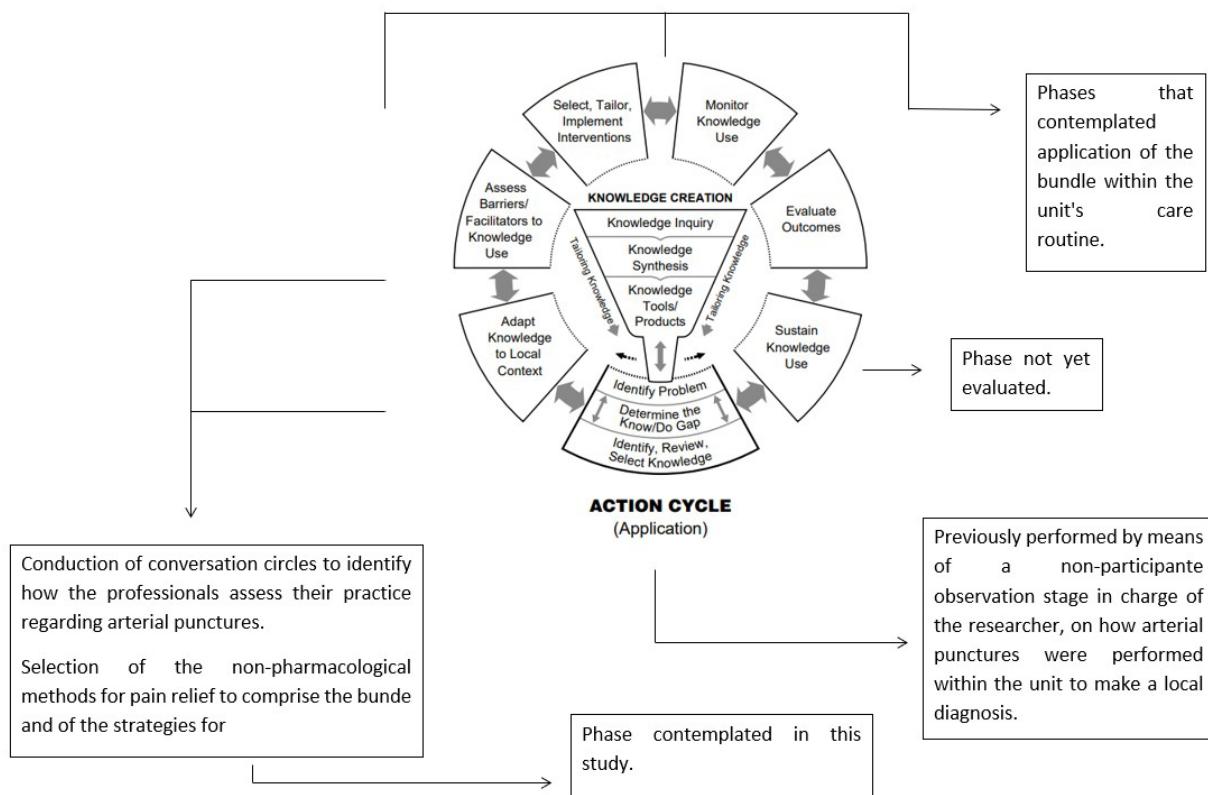 Select, Tailor,
Implement
Interventions
Monitor
Knowledge
Use
Phases that
contemplated
application of the
bundle within the
unit's care
routine.
Assess
Barriers/
Facilitators to
Knowledge
Use
KNOWLEDGE CREATION
Knowledge Inquiry
Knowledge
Synthesis
Knowledge
Tools/
Products
Tailoring Knowledge
Tailoring Knowledge
Evaluate
Outcomes
Adapt
Knowledge
to Local
Context
Sustain
Knowledge
Use
Phase not yet
evaluated.
Identify Problem
Determine the
Know/Do Gap
Identify, Review,
Select Knowledge
ACTION CYCLE
(Application)
Conduction of conversation circles to identify
how the professionals assess their practice
regarding arterial punctures.
Selection of the non-pharmacological
methods for pain relief to comprise the bunde
and of the strategies for
Previously performed by means
of a non-participante
observation stage in charge of
the researcher, on how arterial
punctures were performed
within the unit to make a local
diagnosis.
Phase contemplated in this
study.